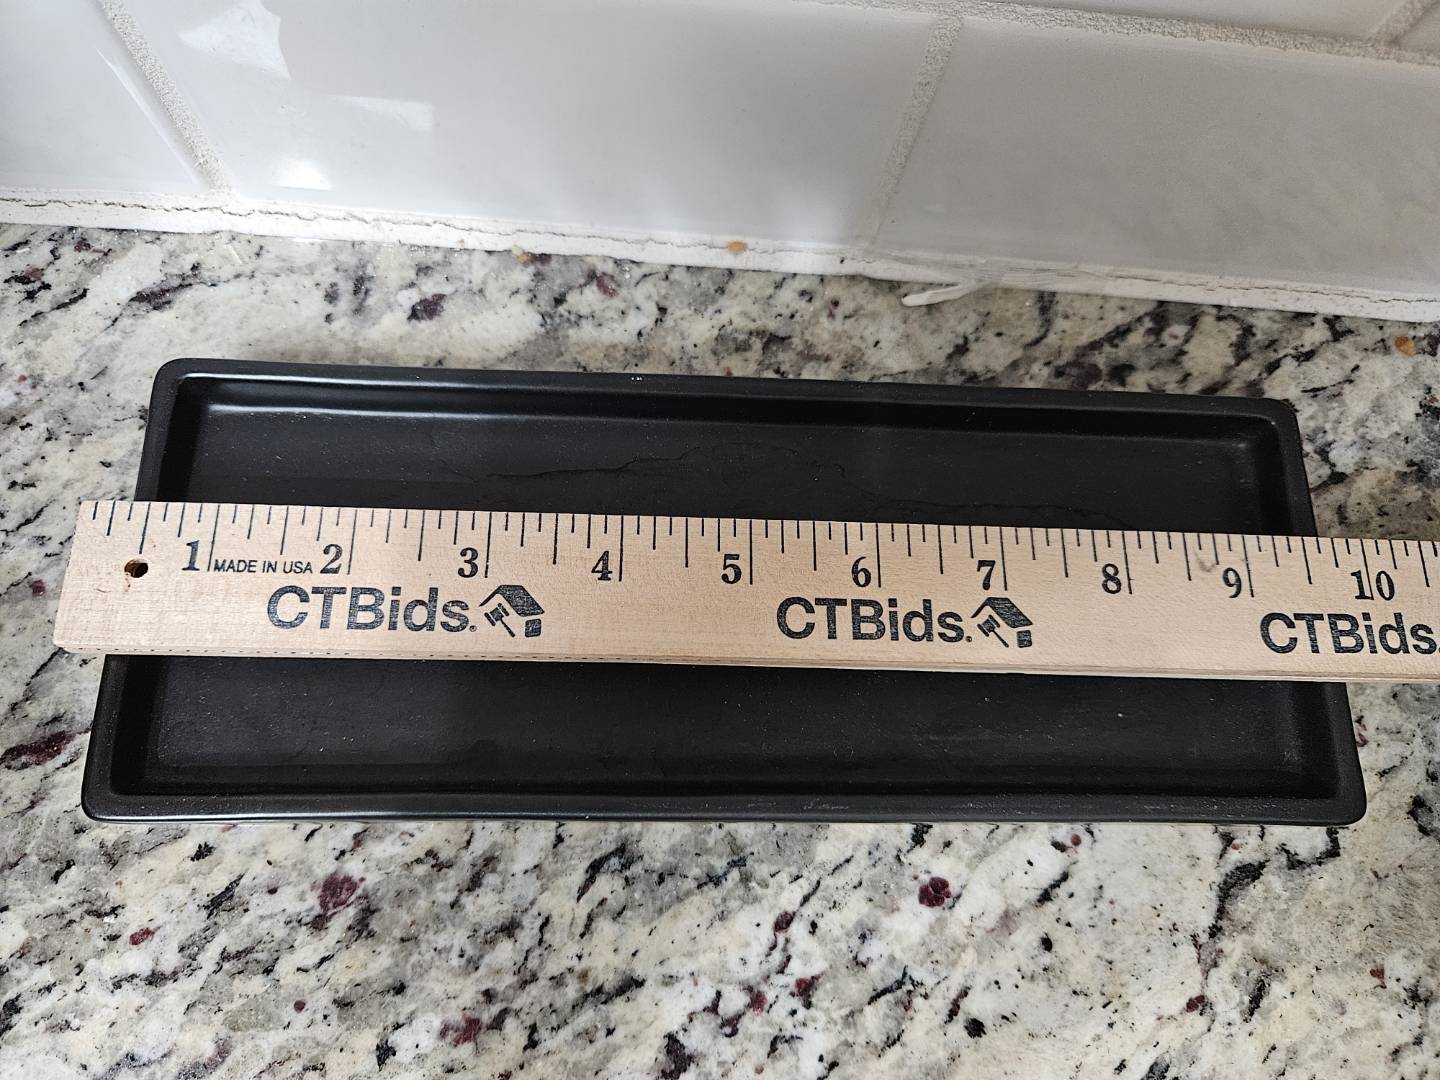 1 MADE IN USA 2 3 4 5 6 7 8 9 10
CTBids. CTBids. CTBids.